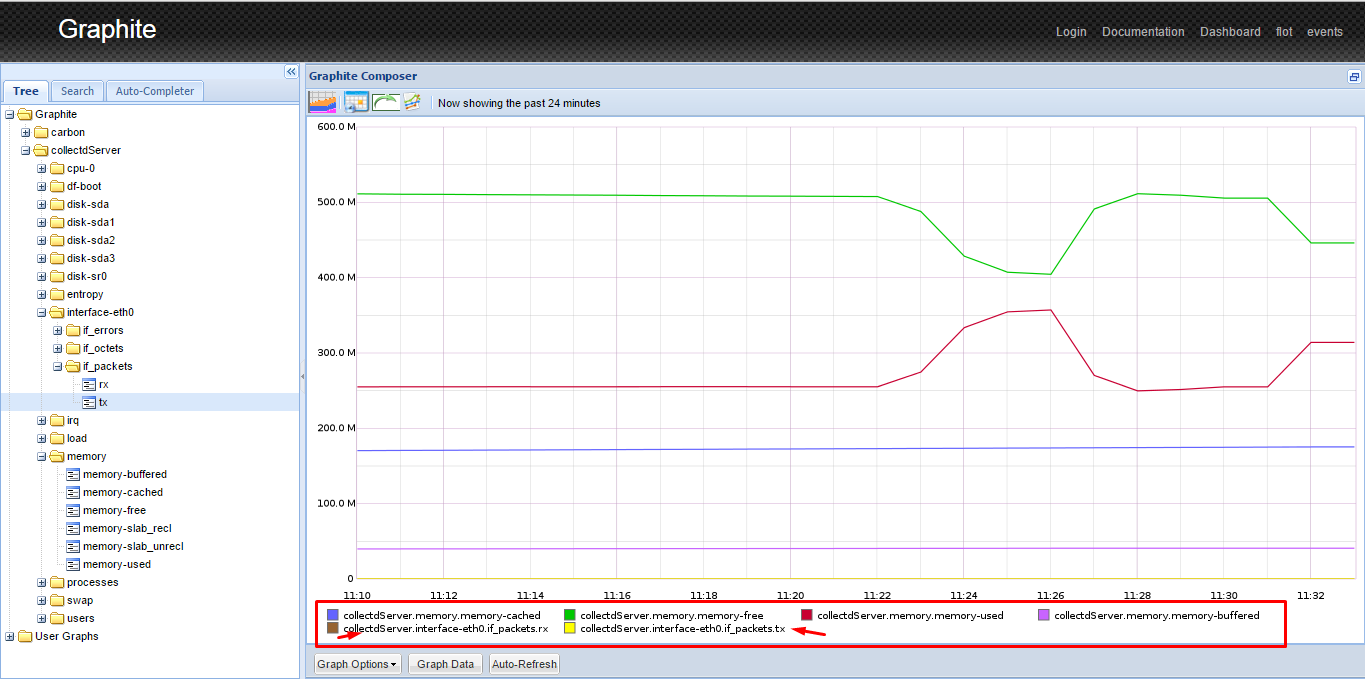 Graphite
Login Documentation Dashboard flot events
Tree Search Auto-Completer
Graphite
carbon
collectdServer
cpu-0
df-boot
disk-sda
disk-sda1
disk-sda2
disk-sda3
disk-sr0
entropy
interface-eth0
if_errors
if_octets
if_packets
rx
tx
irq
load
memory
memory-buffered
memory-cached
memory-free
memory-slab_recl
memory-slab_unrecl
memory-used
processes
swap
users
User Graphs
Graphite Composer
Now showing the past 24 minutes
600.0 M
500.0 M
400.0 M
300.0 M
200.0 M
100.0 M
0
11:10 11:12 11:14 11:16 11:18 11:20 11:22 11:24 11:26 11:28 11:30 11:32
collectdServer.memory.memory-cached collectdServer.memory.memory-free collectdServer.memory.memory-used collectdServer.memory.memory-buffered
collectdServer.interface-eth0.if_packets.rx collectdServer.interface-eth0.if_packets.tx
Graph Options Graph Data Auto-Refresh